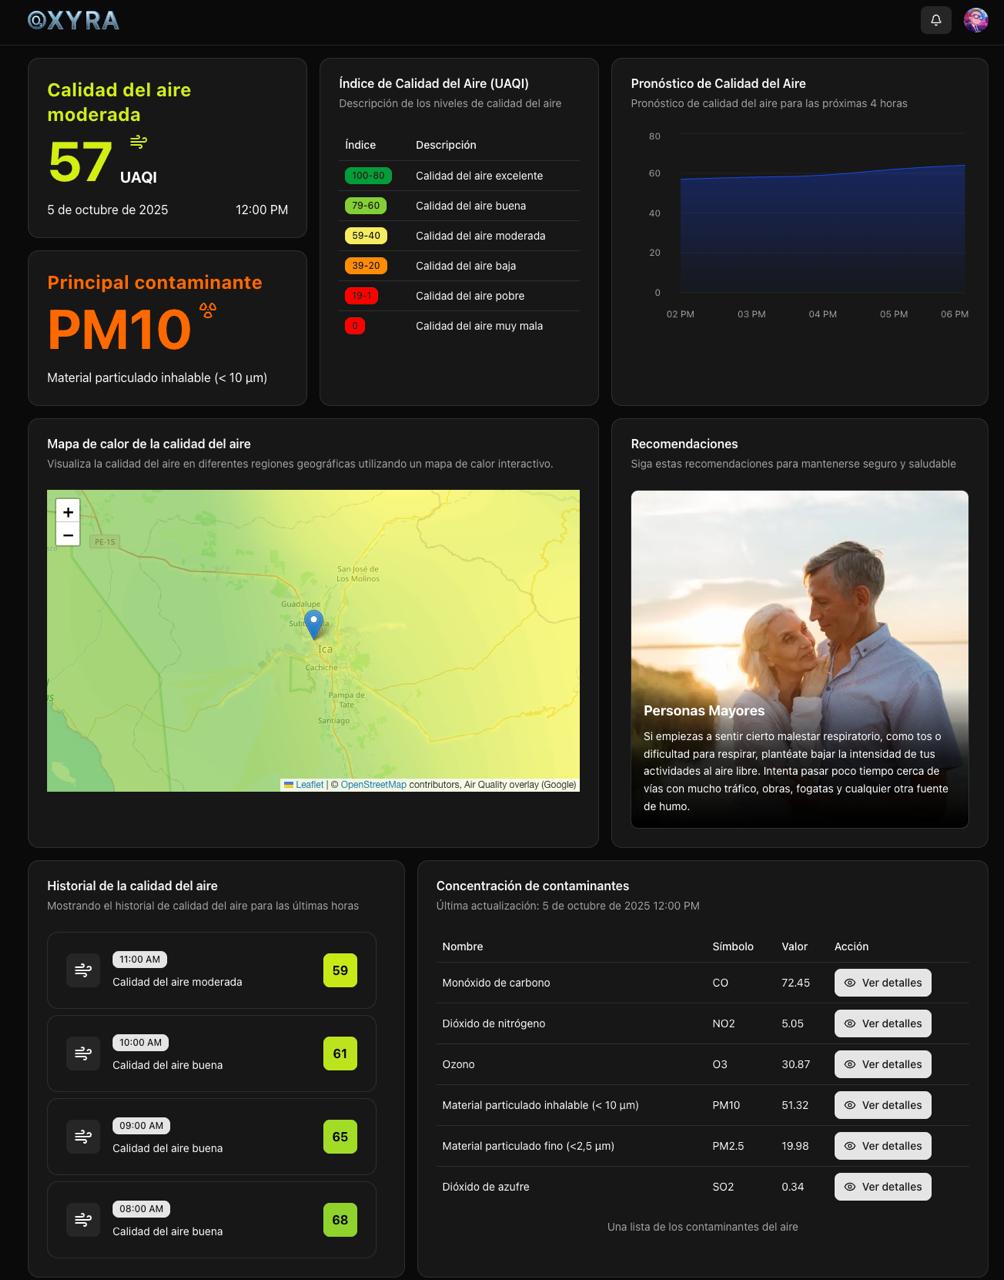 OXYRA
Calidad del aire
moderada
57
UAQI
5 de octubre de 2025 12:00 PM
Principal contaminante
PM10
Material particulado inhalable (< 10 µm)
Índice de Calidad del Aire (UAQI)
Descripción de los niveles de calidad del aire
Índice Descripción
100-80 Calidad del aire excelente
79-60 Calidad del aire buena
59-40 Calidad del aire moderada
39-20 Calidad del aire baja
19-1 Calidad del aire pobre
0 Calidad del aire muy mala
Pronóstico de Calidad del Aire
Pronóstico de calidad del aire para las próximas 4 horas
80
60
40
20
0
02 PM 03 PM 04 PM 05 PM 06 PM
Mapa de calor de la calidad del aire
Visualiza la calidad del aire en diferentes regiones geográficas utilizando un mapa de calor interactivo.
+
−
PE-1S
San José de
Los Molinos
Guadalupe
Ica
Cachiche
Pampa de
Tate
Santiago
Leaflet | © OpenStreetMap contributors, Air Quality overlay (Google)
Recomendaciones
Siga estas recomendaciones para mantenerse seguro y saludable
Personas Mayores
Si empiezas a sentir cierto malestar respiratorio, como tos o
dificultad para respirar, plantéate bajar la intensidad de tus
actividades al aire libre. Intenta pasar poco tiempo cerca de
vías con mucho tráfico, obras, fogatas y cualquier otra fuente
de humo.
Historial de la calidad del aire
Mostrando el historial de calidad del aire para las últimas horas
11:00 AM
Calidad del aire moderada
59
10:00 AM
Calidad del aire buena
61
09:00 AM
Calidad del aire buena
65
08:00 AM
Calidad del aire buena
68
Concentración de contaminantes
Última actualización: 5 de octubre de 2025 12:00 PM
Nombre Símbolo Valor Acción
Monóxido de carbono CO 72.45 Ver detalles
Dióxido de nitrógeno NO2 5.05 Ver detalles
Ozono O3 30.87 Ver detalles
Material particulado inhalable (< 10 µm) PM10 51.32 Ver detalles
Material particulado fino (<2,5 µm) PM2.5 19.98 Ver detalles
Dióxido de azufre SO2 0.34 Ver detalles
Una lista de los contaminantes del aire